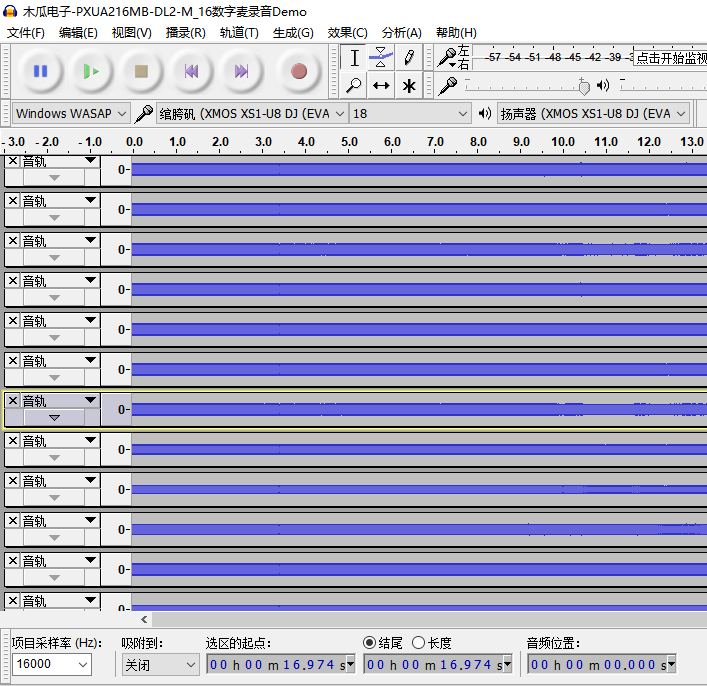 木瓜电子-PXUA216MB-DL2-M_16数字麦录音Demo
文件(F) 编辑(E) 视图(V) 播录(R) 轨道(T) 生成(G) 效果(C) 分析(A) 帮助(H)
左 -57 -54 -51 -48 -45 -42 -39 点击开始监视
右
Windows WASAP 绾胯矾 (XMOS XS1-U8 DJ (EVA 18 扬声器 (XMOS XS1-U8 DJ (EVA
-3.0 -2.0 -1.0 0.0 1.0 2.0 3.0 4.0 5.0 6.0 7.0 8.0 9.0 10.0 11.0 12.0 13.0
音轨 0-
音轨 0-
音轨 0-
音轨 0-
音轨 0-
音轨 0-
音轨 0-
音轨 0-
音轨 0-
音轨 0-
音轨 0-
音轨 0-
项目采样率 (Hz): 吸附到: 选区的起点: 结尾 长度 音频位置:
16000 关闭 00 h 00 m 16.974 s 00 h 00 m 16.974 s 00 h 00 m 00.000 s